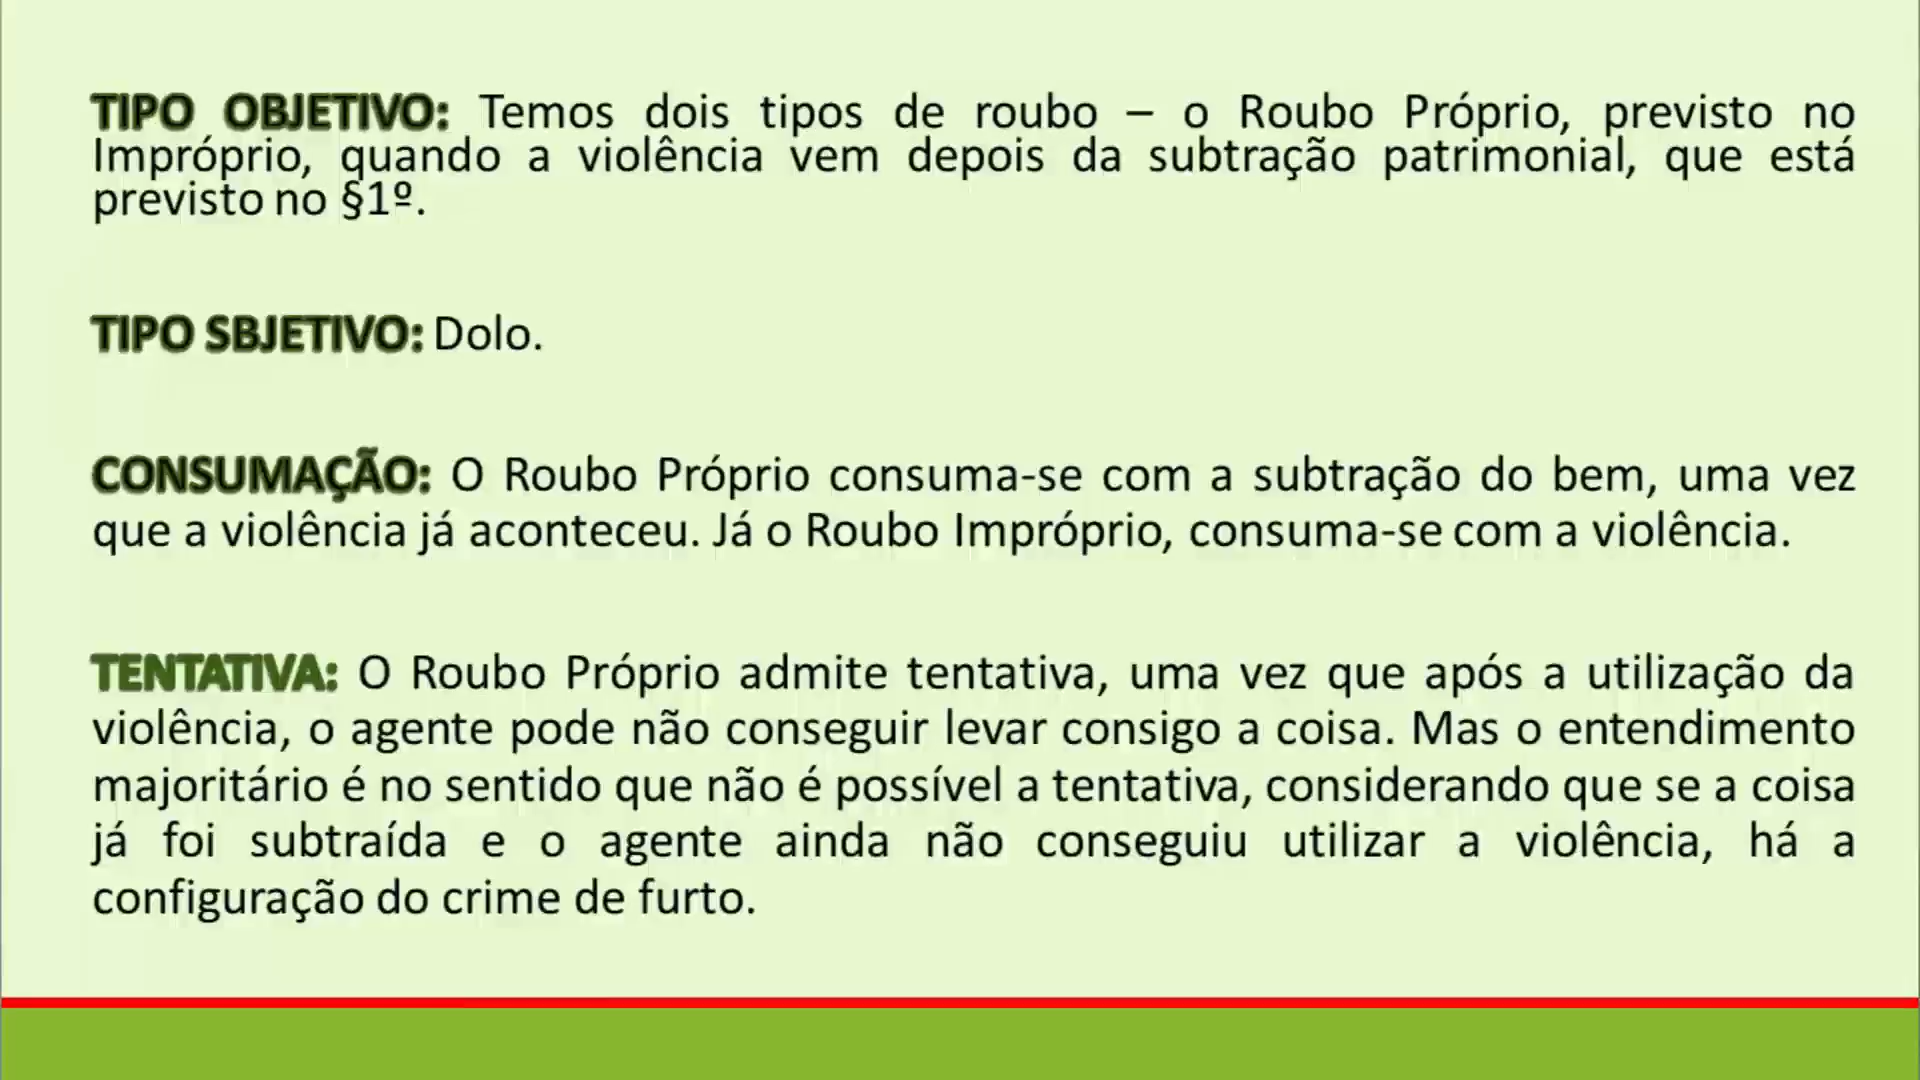 TIPO OBJETIVO: Temos dois tipos de roubo – o Roubo Próprio, previsto no
Impróprio, quando a violência vem depois da subtração patrimonial, que está
previsto no §1º.
TIPO SBJETIVO: Dolo.
CONSUMAÇÃO: O Roubo Próprio consuma-se com a subtração do bem, uma vez
que a violência já aconteceu. Já o Roubo Impróprio, consuma-se com a violência.
TENTATIVA: O Roubo Próprio admite tentativa, uma vez que após a utilização da
violência, o agente pode não conseguir levar consigo a coisa. Mas o entendimento
majoritário é no sentido que não é possível a tentativa, considerando que se a coisa
já foi subtraída e o agente ainda não conseguiu utilizar a violência, há a
configuração do crime de furto.